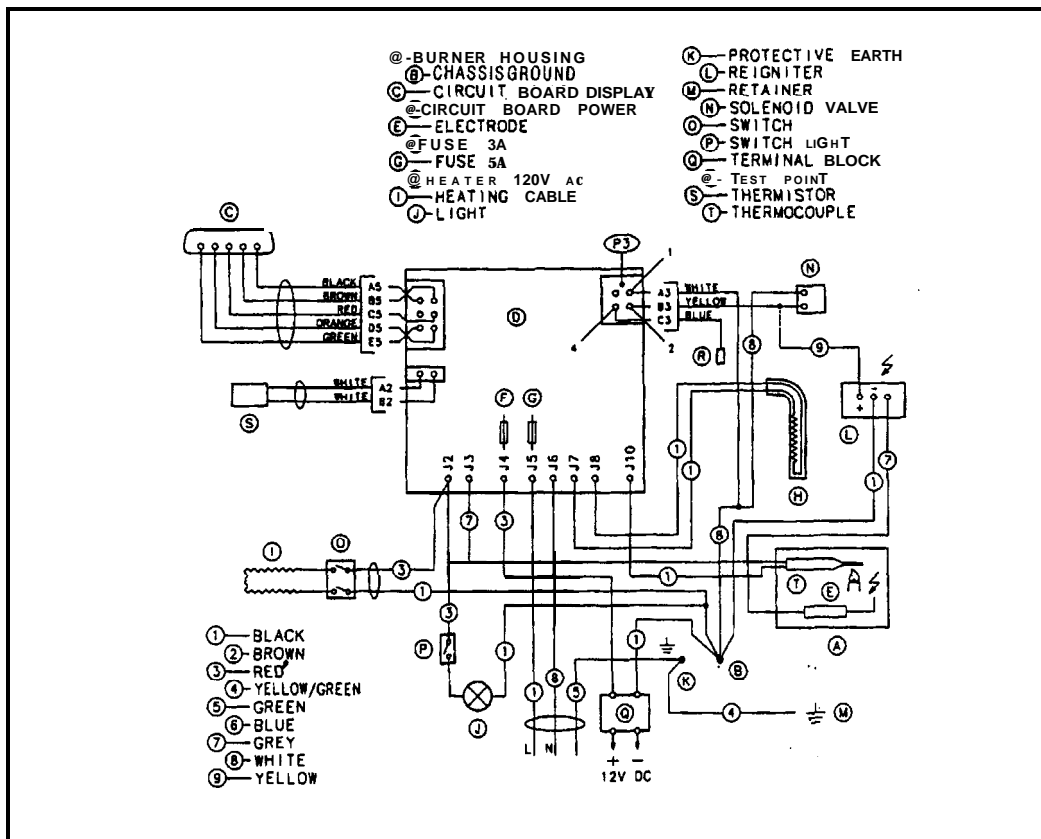 @-BURNER HOUSING
B-CHASSISGROUND
C—CIRCUIT BOARD DISPLAY
@-CIRCUIT BOARD POWER
E—ELECTRODE
@FUSE 3A
G—FUSE 5A
@HEATER 120V AC
I—HEATING CABLE
J-LIGHT
K—PROTECTIVE EARTH
L—REIGNITER
M—RETAINER
N—SOLENOID VALVE
O—SWITCH
P—SWITCH LIGHT
Q—TERMINAL BLOCK
@- TEST POINT
S—THERMISTOR
T—THERMOCOUPLE
C
P3
1
N
BLACK A5
BROWN B5
RED C5
ORANGE D5
GREEN E5
D
A3 WHITE
B3 YELLOW
C3 BLUE
4
2
R
8
9
WHITE A2
WHITE B2
S
F
G
+
-
L
1
1
H
1
7
J2 J3 J4 J5 J6 J7 J8 J10
7
3
8
I
O
3
1
1
T
E
A
3
P
J
1
1
8
5
1
K
B
Q
4
M
L N
+ −
12V DC
1—BLACK
2—BROWN
3—RED
4—YELLOW/GREEN
5—GREEN
6—BLUE
7—GREY
8—WHITE
9—YELLOW